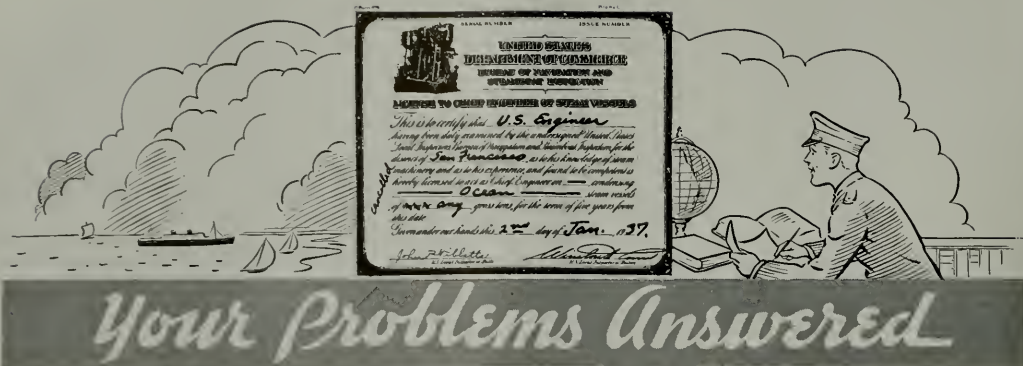 SERIAL NUMBER ISSUE NUMBER
UNITED STATES
DEPARTMENT OF COMMERCE
BUREAU OF NAVIGATION AND
STEAMBOAT INSPECTION
LICENSE TO CHIEF ENGINEER OF STEAM VESSELS
This is to certify that U.S. Engineer
having been duly examined by the undersigned United States
Local Inspectors Bureau of Navigation and Steamboat Inspection for the
district of San Francisco, as to his knowledge of steam
machinery and as to his experience, and found to be competent is
hereby licensed to act as Chief Engineer on condensing
Ocean steam vessels
of any gross tons, for the term of five years from
this date
Given under our hands this 2nd day of Jan. 1937.
cancelled
Your Problems Answered